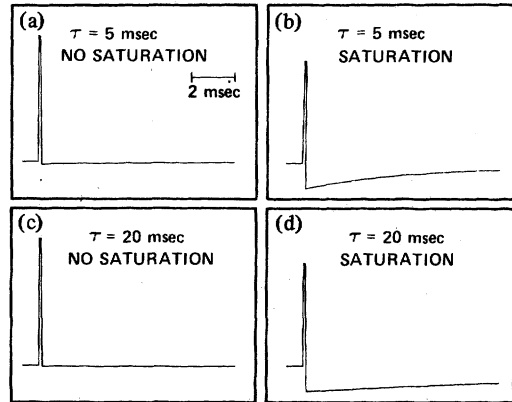 (a)
τ = 5 msec
NO SATURATION
2 msec
(b)
τ = 5 msec
SATURATION
(c)
τ = 20 msec
NO SATURATION
(d)
τ = 20 msec
SATURATION